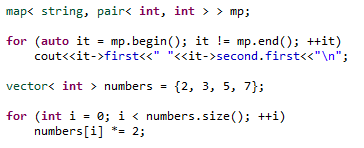 map< string, pair< int, int > > mp;
for (auto it = mp.begin(); it != mp.end(); ++it)
cout<<it->first<<" "<<it->second.first<<"\n";
vector< int > numbers = {2, 3, 5, 7};
for (int i = 0; i < numbers.size(); ++i)
numbers[i] *= 2;